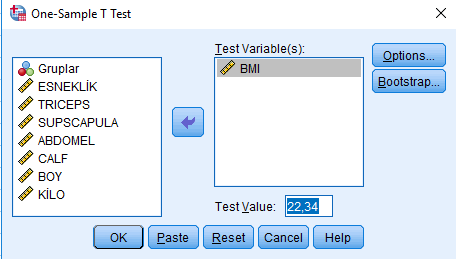 One-Sample T Test
Gruplar
ESNEKLİK
TRICEPS
SUPSCAPULA
ABDOMEL
CALF
BOY
KİLO
Test Variable(s):
BMI
Test Value: 22,34
Options...
Bootstrap...
OK Paste Reset Cancel Help